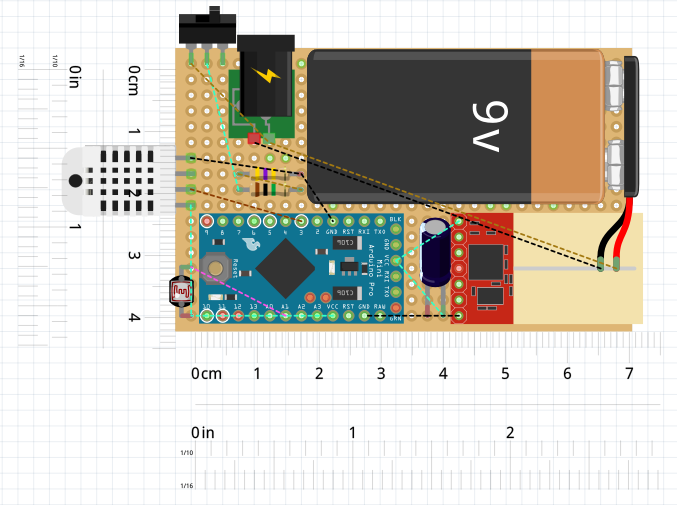 1/16
1/10
0in
0cm
1
2
1
3
4
9v
9 8 7 6 5 4 3 2 GND RST RXI TXO
BLK
GND VCC RXI TXO
GRN
Reset
Arduino Pro
Mini
10 11 12 13 A0 A1 A2 A3 VCC RST GND RAW
0cm 1 2 3 4 5 6 7
0in 1 2
1/10
1/16